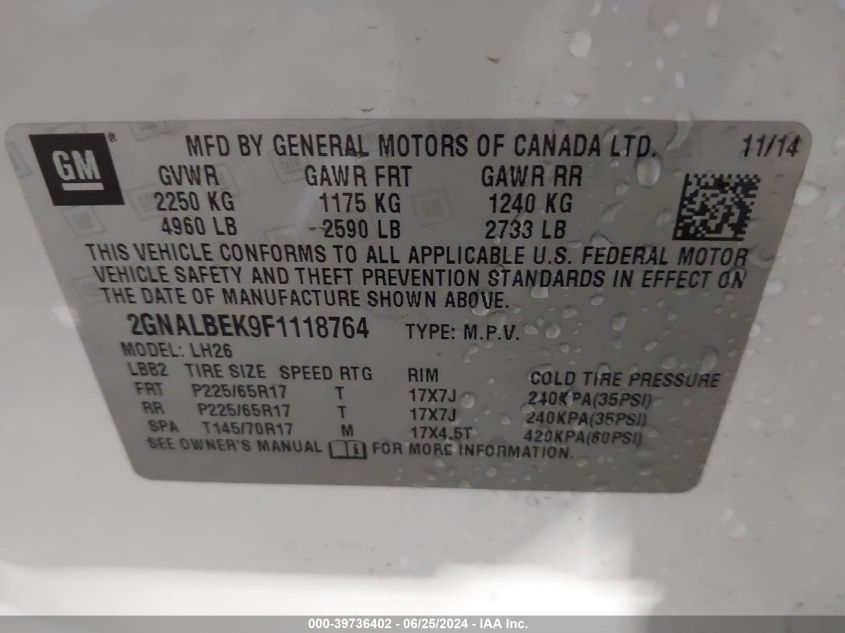 GM ® MFD BY GENERAL MOTORS OF CANADA LTD. 11/14
GVWR GAWR FRT GAWR RR
2250 KG 1175 KG 1240 KG
4960 LB 2590 LB 2733 LB
THIS VEHICLE CONFORMS TO ALL APPLICABLE U.S. FEDERAL MOTOR
VEHICLE SAFETY AND THEFT PREVENTION STANDARDS IN EFFECT ON
THE DATE OF MANUFACTURE SHOWN ABOVE.
2GNALBEK9F1118764 TYPE: M.P.V.
MODEL: LH26
LBB2 TIRE SIZE SPEED RTG RIM COLD TIRE PRESSURE
FRT P225/65R17 T 17X7J 240KPA(35PSI)
RR P225/65R17 T 17X7J 240KPA(35PSI)
SPA T145/70R17 M 17X4.5T 420KPA(60PSI)
SEE OWNER'S MANUAL FOR MORE INFORMATION.
000-39736402 - 06/25/2024 - IAA Inc.